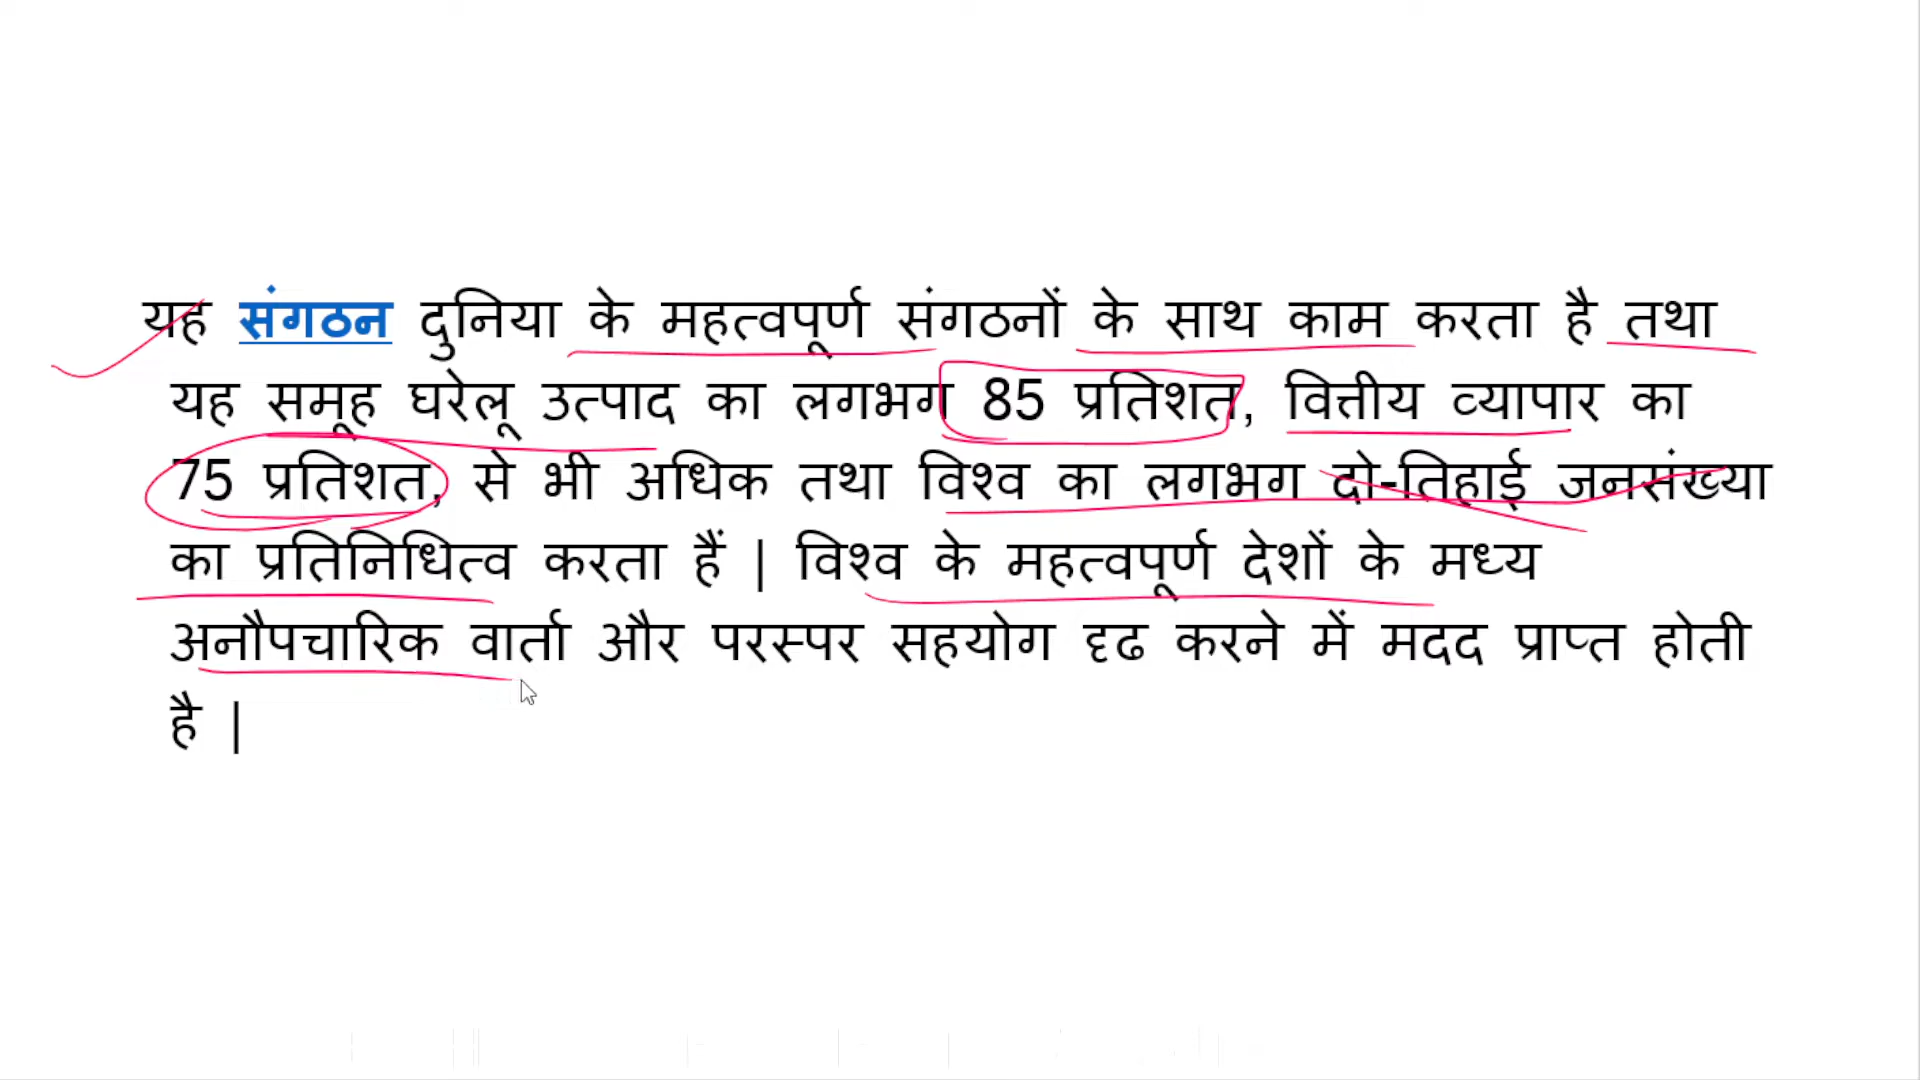 यह संगठन दुनिया के महत्वपूर्ण संगठनों के साथ काम करता है तथा
यह समूह घरेलू उत्पाद का लगभग 85 प्रतिशत, वित्तीय व्यापार का
75 प्रतिशत, से भी अधिक तथा विश्व का लगभग दो-तिहाई जनसंख्या
का प्रतिनिधित्व करता हैं | विश्व के महत्वपूर्ण देशों के मध्य
अनौपचारिक वार्ता और परस्पर सहयोग दृढ करने में मदद प्राप्त होती
है |